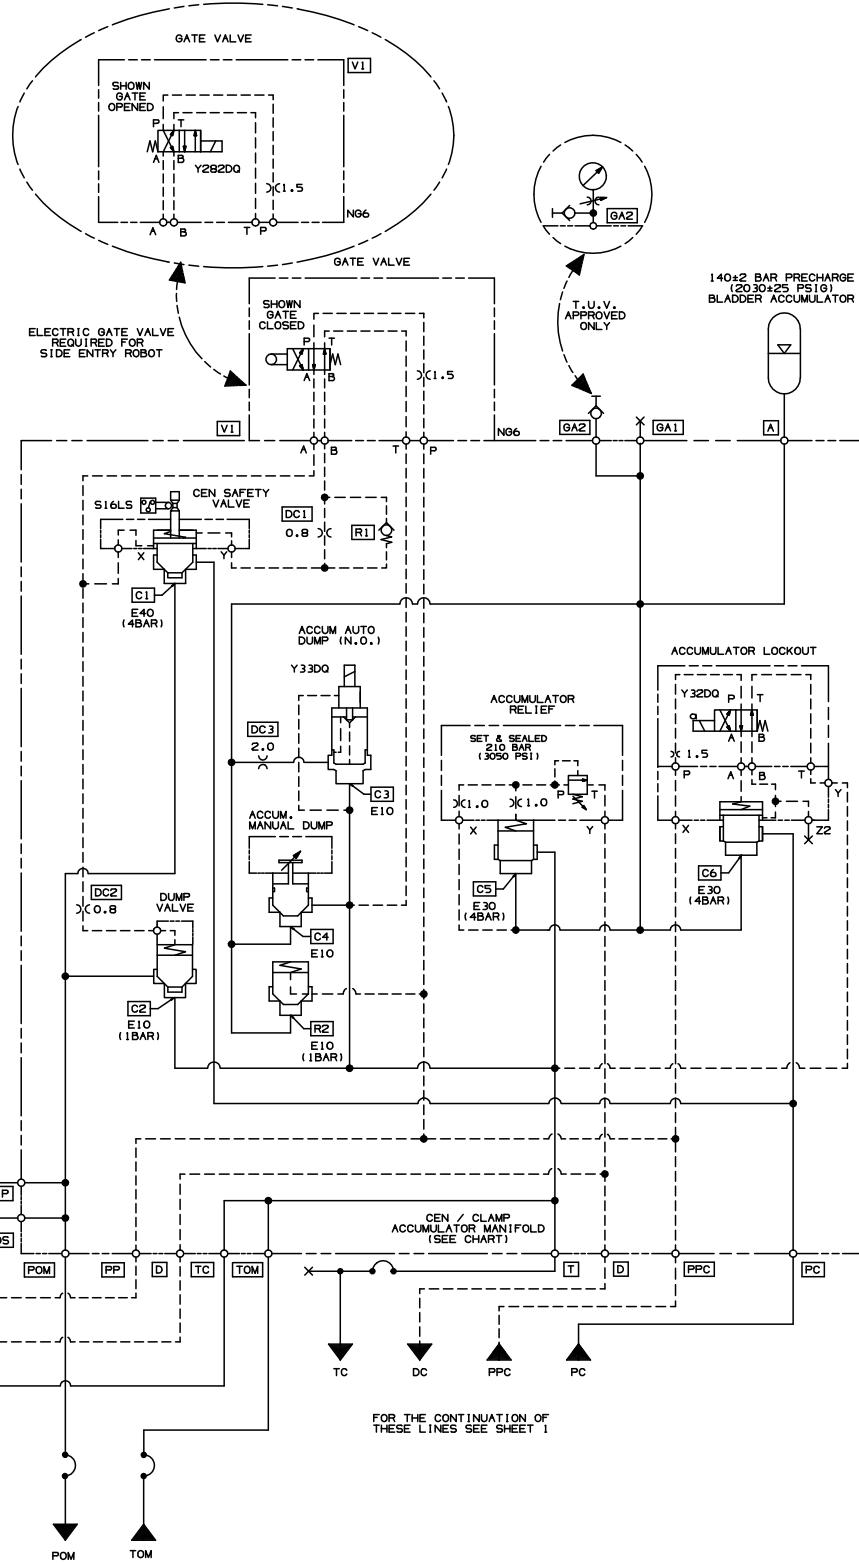 GATE VALVE
V1
SHOWN
GATE
OPENED
P T
A B
Y282DQ
1.5
NG6
A B T P
GA2
GATE VALVE
140±2 BAR PRECHARGE
(2030±25 PSIG)
BLADDER ACCUMULATOR
SHOWN
GATE
CLOSED
T.U.V.
APPROVED
ONLY
ELECTRIC GATE VALVE
REQUIRED FOR
SIDE ENTRY ROBOT
P T
A B
1.5
V1
NG6
GA2
GA1
A
A B T P
CEN SAFETY
VALVE
S16LS
DC1
0.8
R1
X Y
C1
E40
(4BAR)
ACCUM AUTO
DUMP (N.O.)
Y33DQ
ACCUMULATOR LOCKOUT
Y32DQ
P T
A B
1.5
P A B T
Y
X
Z2
ACCUMULATOR
RELIEF
SET & SEALED
210 BAR
(3050 PSI)
DC3
2.0
C3
E10
1.0
1.0
P T
X Y
ACCUM.
MANUAL DUMP
C6
E30
(4BAR)
C5
E30
(4BAR)
DC2
0.8
DUMP
VALVE
C4
E10
C2
E10
(1BAR)
R2
E10
(1BAR)
P
DS
CEN / CLAMP
ACCUMULATOR MANIFOLD
(SEE CHART)
POM
PP
D
TC
TOM
T
D
PPC
PC
TC
DC
PPC
PC
FOR THE CONTINUATION OF
THESE LINES SEE SHEET 1
POM
TOM